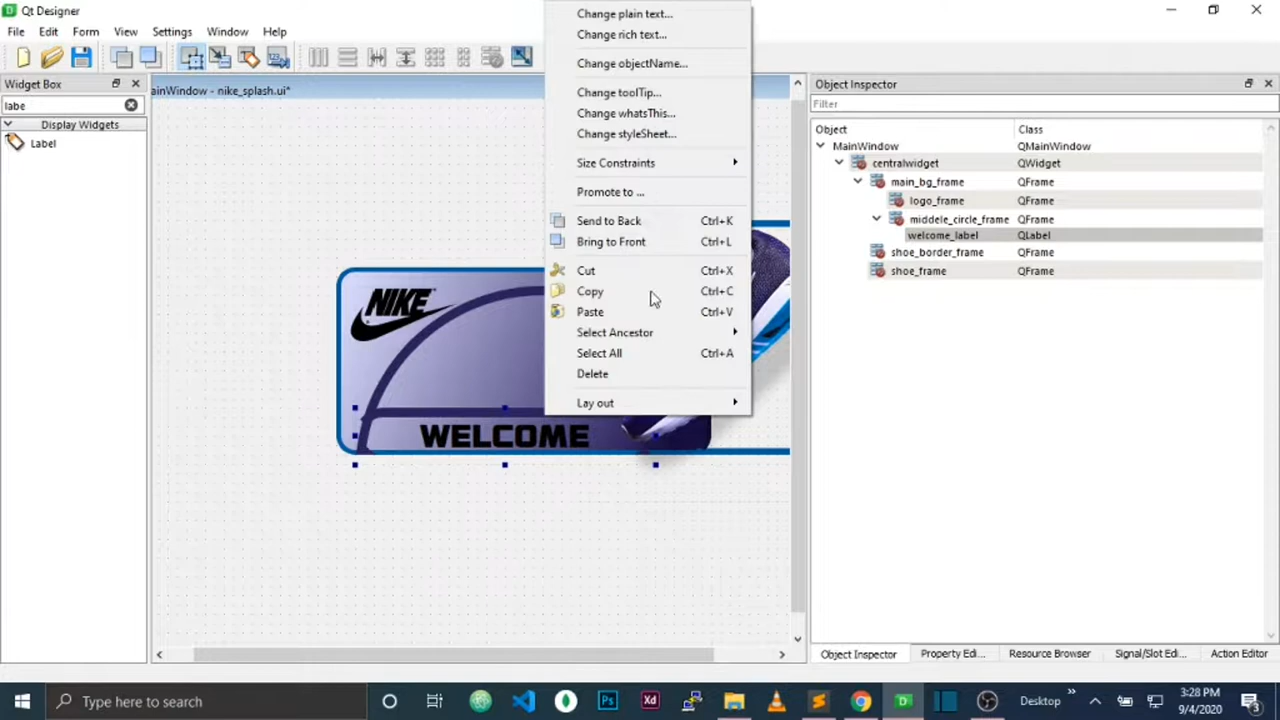 Qt Designer
File Edit Form View Settings Window Help
Widget Box
labe
Display Widgets
Label
ainWindow - nike_splash.ui*
NIKE
WELCOME
Change plain text...
Change rich text...
Change objectName...
Change toolTip...
Change whatsThis...
Change styleSheet...
Size Constraints
Promote to ...
Send to Back Ctrl+K
Bring to Front Ctrl+L
Cut Ctrl+X
Copy Ctrl+C
Paste Ctrl+V
Select Ancestor
Select All Ctrl+A
Delete
Lay out
Object Inspector
Filter
Object Class
MainWindow QMainWindow
centralwidget QWidget
main_bg_frame QFrame
logo_frame QFrame
middele_circle_frame QFrame
welcome_label QLabel
shoe_border_frame QFrame
shoe_frame QFrame
Object Inspector Property Edi... Resource Browser Signal/Slot Edi... Action Editor
Type here to search
Ps
Xd
Desktop
3:28 PM
9/4/2020
3